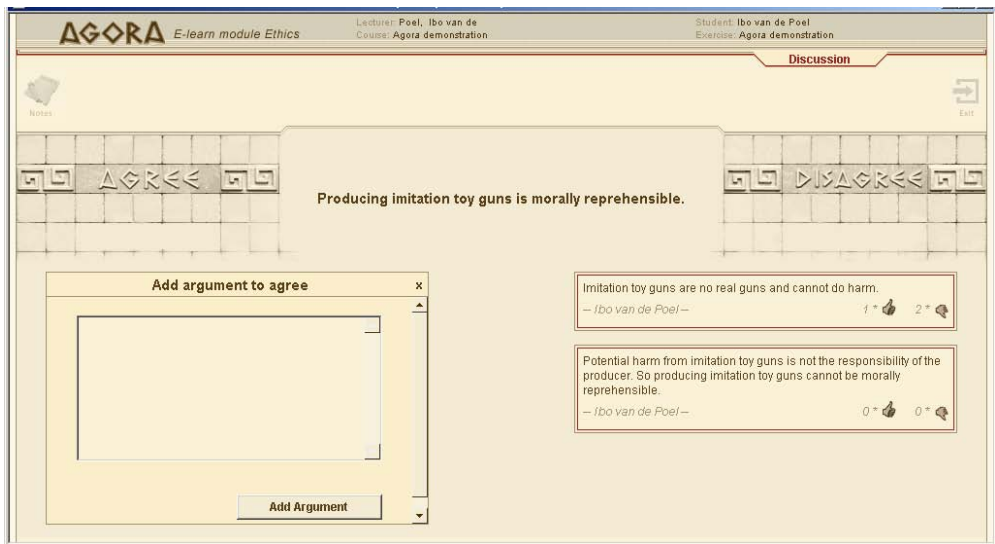 AGORA E-learn module Ethics
Lecturer: Poel, Ibo van de
Course: Agora demonstration
Student: Ibo van de Poel
Exercise: Agora demonstration
Discussion
Notes
Exit
AGREE
DISAGREE
Producing imitation toy guns is morally reprehensible.
Add argument to agree x
Add Argument
Imitation toy guns are no real guns and cannot do harm.
-- Ibo van de Poel -- 1 * 2 *
Potential harm from imitation toy guns is not the responsibility of the
producer. So producing imitation toy guns cannot be morally
reprehensible.
-- Ibo van de Poel -- 0 * 0 *